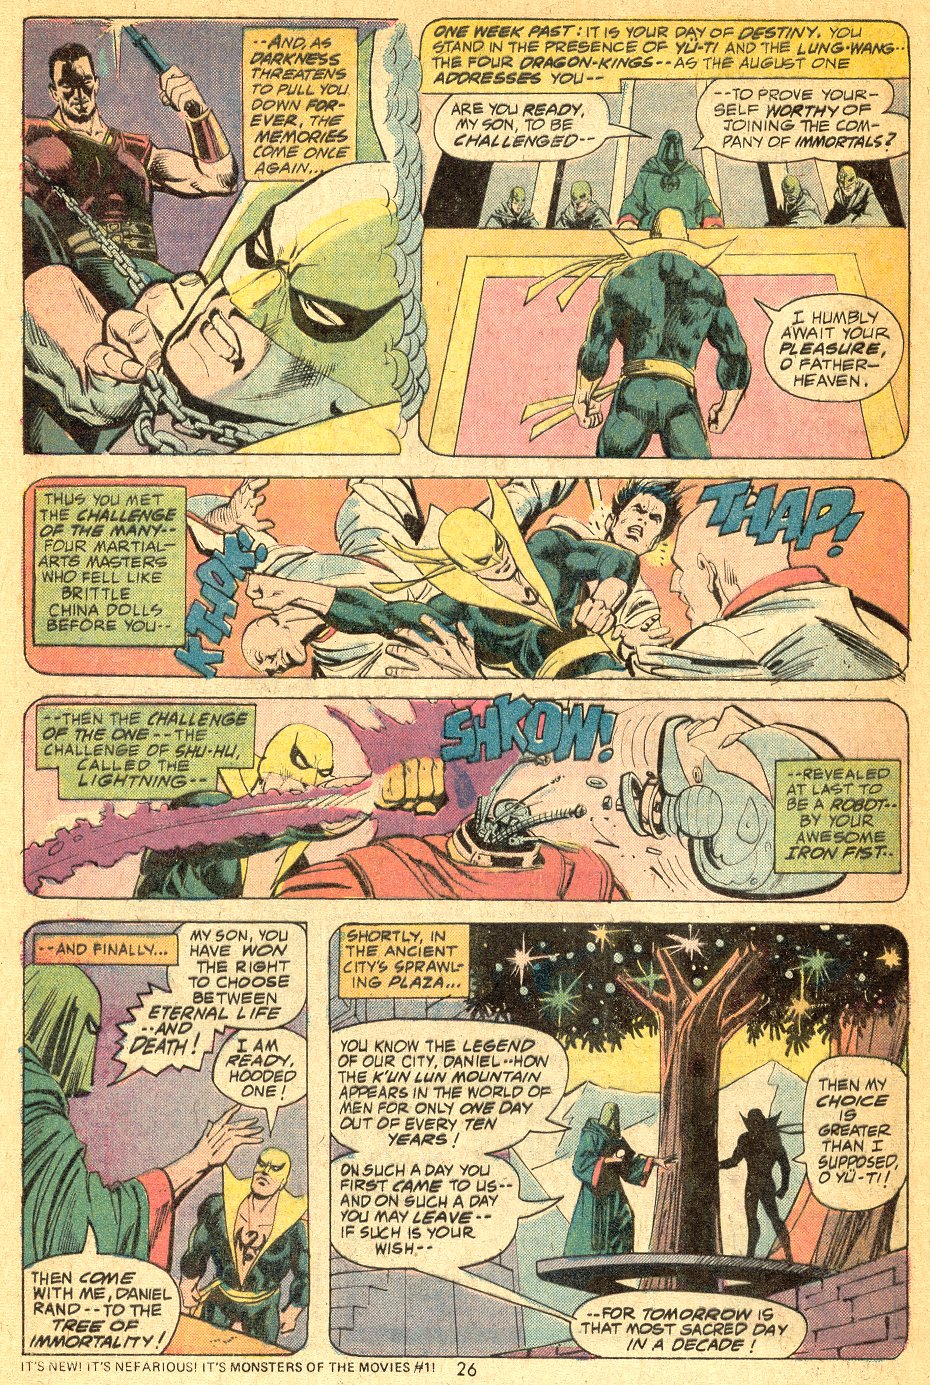 --AND, AS
DARKNESS
THREATENS
TO PULL YOU
DOWN FOR-
EVER, THE
MEMORIES
COME ONCE
AGAIN...
ONE WEEK PAST: IT IS YOUR DAY OF DESTINY. YOU
STAND IN THE PRESENCE OF YÜ-TI AND THE LUNG-WANG--
THE FOUR DRAGON-KINGS--AS THE AUGUST ONE
ADDRESSES YOU--
ARE YOU READY,
MY SON, TO BE
CHALLENGED--
--TO PROVE YOUR-
SELF WORTHY OF
JOINING THE COM-
PANY OF IMMORTALS?
I HUMBLY
AWAIT YOUR
PLEASURE,
O FATHER-
HEAVEN.
THUS YOU MET
THE CHALLENGE
OF THE MANY--
FOUR MARTIAL-
ARTS MASTERS
WHO FELL LIKE
BRITTLE
CHINA DOLLS
BEFORE YOU--
KTHOK!
THAP!
--THEN THE CHALLENGE
OF THE ONE--THE
CHALLENGE OF SHU-HU,
CALLED THE
LIGHTNING--
SHKOW!
--REVEALED
AT LAST TO
BE A ROBOT--
BY YOUR
AWESOME
IRON FIST--
--AND FINALLY...
MY SON, YOU
HAVE WON
THE RIGHT
TO CHOOSE
BETWEEN
ETERNAL LIFE
--AND
DEATH!
I AM
READY,
HOODED
ONE!
THEN COME
WITH ME, DANIEL
RAND--TO THE
TREE OF
IMMORTALITY!
SHORTLY, IN
THE ANCIENT
CITY'S SPRAWL-
ING PLAZA...
YOU KNOW THE LEGEND
OF OUR CITY, DANIEL--HOW
THE K'UN LUN MOUNTAIN
APPEARS IN THE WORLD OF
MEN FOR ONLY ONE DAY
OUT OF EVERY TEN
YEARS!
ON SUCH A DAY YOU
FIRST CAME TO US--
AND ON SUCH A DAY
YOU MAY LEAVE--
IF SUCH IS YOUR
WISH--
THEN MY
CHOICE
IS
GREATER
THAN I
SUPPOSED,
O YÜ-TI!
--FOR TOMORROW IS
THAT MOST SACRED DAY
IN A DECADE!
IT'S NEW! IT'S NEFARIOUS! IT'S MONSTERS OF THE MOVIES #1!
26